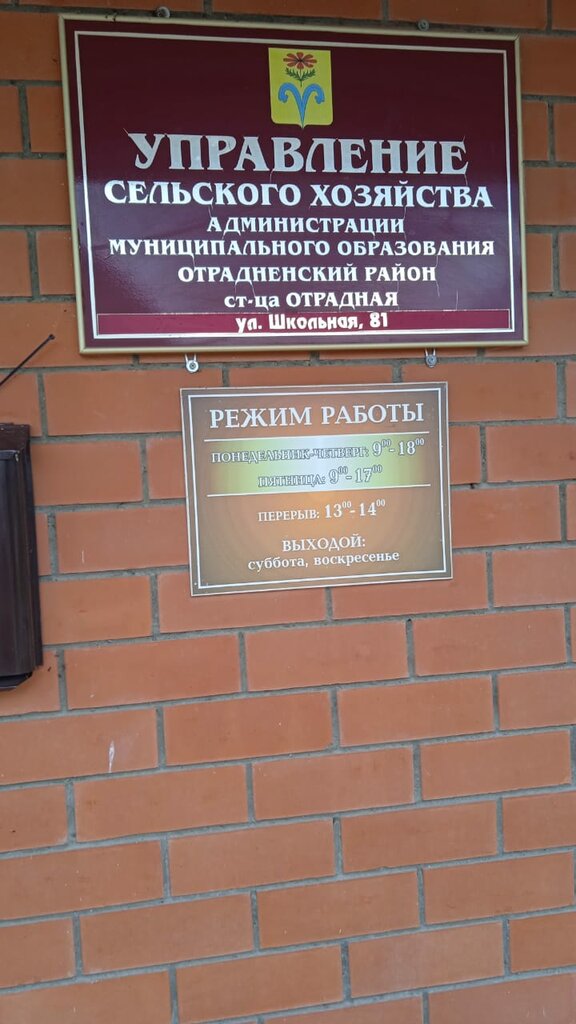 УПРАВЛЕНИЕ
СЕЛЬСКОГО ХОЗЯЙСТВА
АДМИНИСТРАЦИИ
МУНИЦИПАЛЬНОГО ОБРАЗОВАНИЯ
ОТРАДНЕНСКИЙ РАЙОН
ст-ца ОТРАДНАЯ
ул. Школьная, 81
РЕЖИМ РАБОТЫ
ПОНЕДЕЛЬНИК-ЧЕТВЕРГ: 9⁰⁰-18⁰⁰
ПЯТНИЦА: 9⁰⁰-17⁰⁰
ПЕРЕРЫВ: 13⁰⁰-14⁰⁰
ВЫХОДОЙ:
суббота, воскресенье